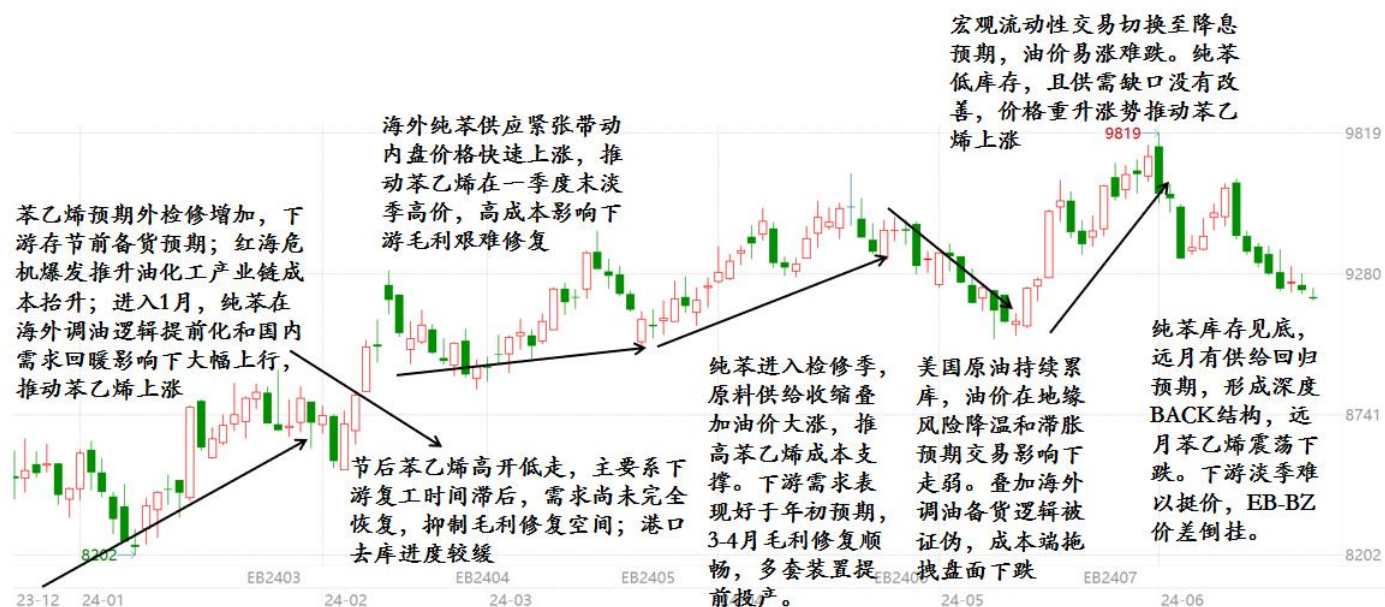 宏观流动性交易切换至降息
预期，油价易涨难跌。纯苯
低库存，且供需缺口没有改
善，价格重升涨势推动苯乙
烯上涨
海外纯苯供应紧张带动
内盘价格快速上涨，推
动苯乙烯在一季度末淡
季高价，高成本影响下
游毛利艰难修复
苯乙烯预期外检修增加，下
游存节前备货预期；红海危
机爆发推升油化工产业链成
本抬升；进入1月，纯苯在
海外调油逻辑提前化和国内
需求回暖影响下大幅上行，
推动苯乙烯上涨
节后苯乙烯高开低走，主要系下
游复工时间滞后，需求尚未完全
恢复，抑制毛利修复空间；港口
去库进度较缓
纯苯进入检修季，
原料供给收缩叠
加油价大涨，推
高苯乙烯成本支
撑。下游需求表
现好于年初预期，
3-4月毛利修复顺
畅，多套装置提
前投产。
美国原油持续累
库，油价在地缘
风险降温和滞胀
预期交易影响下
走弱。叠加海外
调油备货逻辑被
证伪，成本端拖
拽盘面下跌
纯苯库存见底，
远月有供给回归
预期，形成深度
BACK结构，远
月苯乙烯震荡下
跌。下游淡季难
以挺价，EB-BZ
价差倒挂。
9819
8202
9819
9280
8741
8202
EB2403
EB2404
EB2405
EB2406
EB2407
23-12
24-01
24-02
24-03
24-05
24-06